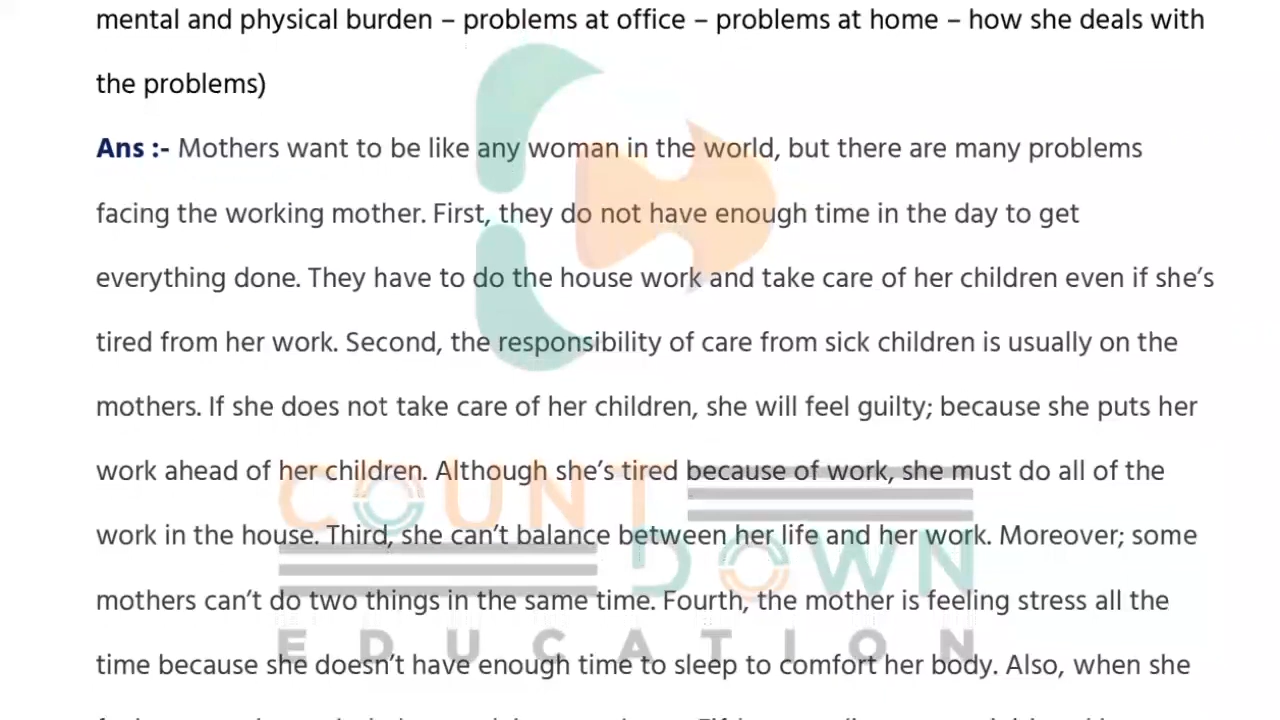 mental and physical burden – problems at office – problems at home – how she deals with
the problems)
Ans :- Mothers want to be like any woman in the world, but there are many problems
facing the working mother. First, they do not have enough time in the day to get
everything done. They have to do the house work and take care of her children even if she’s
tired from her work. Second, the responsibility of care from sick children is usually on the
mothers. If she does not take care of her children, she will feel guilty; because she puts her
work ahead of her children. Although she’s tired because of work, she must do all of the
work in the house. Third, she can’t balance between her life and her work. Moreover; some
mothers can’t do two things in the same time. Fourth, the mother is feeling stress all the
time because she doesn’t have enough time to sleep to comfort her body. Also, when she
COUNT
DOWN
EDUCATION